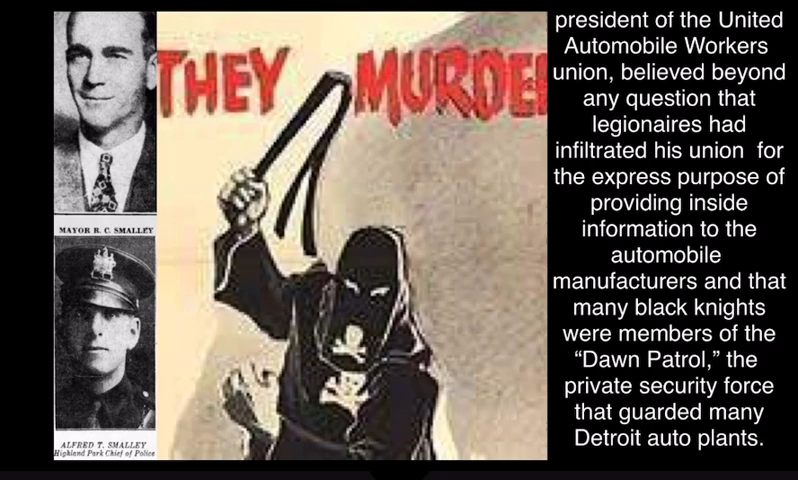 THEY MURDE
MAYOR R. C. SMALLEY
ALFRED T. SMALLEY
Highland Park Chief of Police
president of the United
Automobile Workers
union, believed beyond
any question that
legionaires had
infiltrated his union for
the express purpose of
providing inside
information to the
automobile
manufacturers and that
many black knights
were members of the
“Dawn Patrol,” the
private security force
that guarded many
Detroit auto plants.